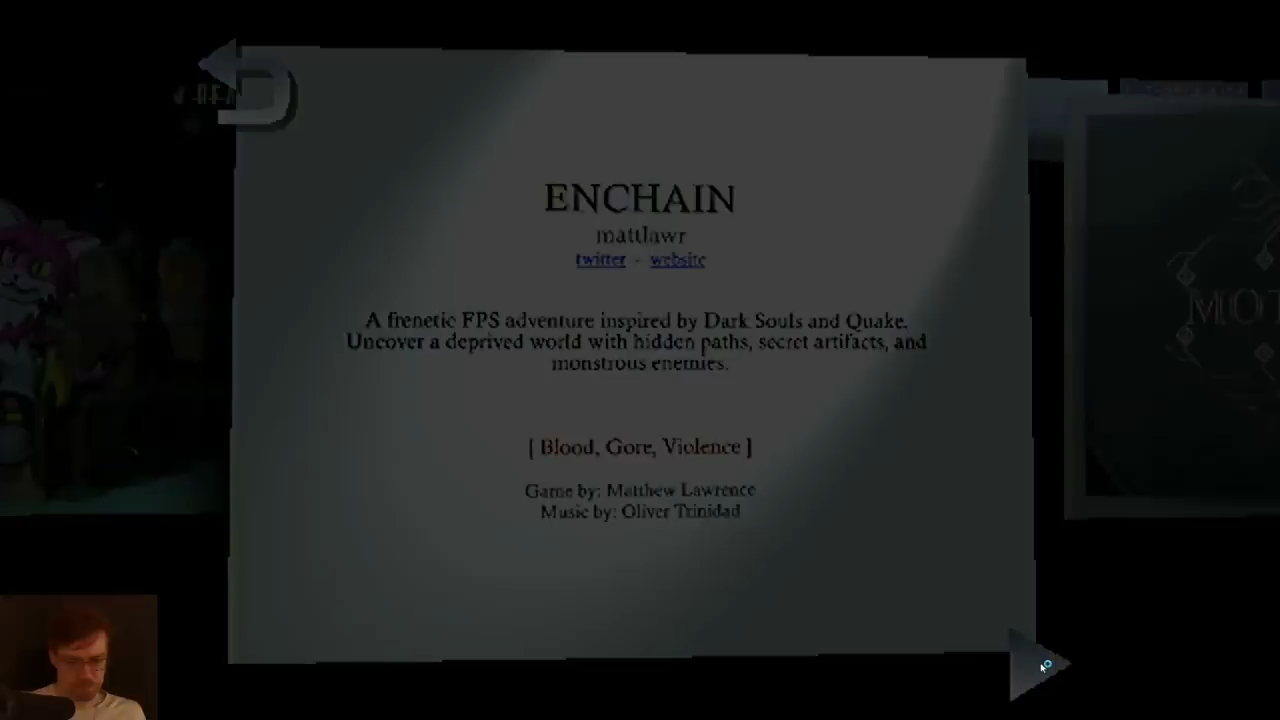 ENCHAIN
mattlawr
twitter - website
A frenetic FPS adventure inspired by Dark Souls and Quake.
Uncover a deprived world with hidden paths, secret artifacts, and
monstrous enemies.
[ Blood, Gore, Violence ]
Game by: Matthew Lawrence
Music by: Oliver Trinidad
MOT